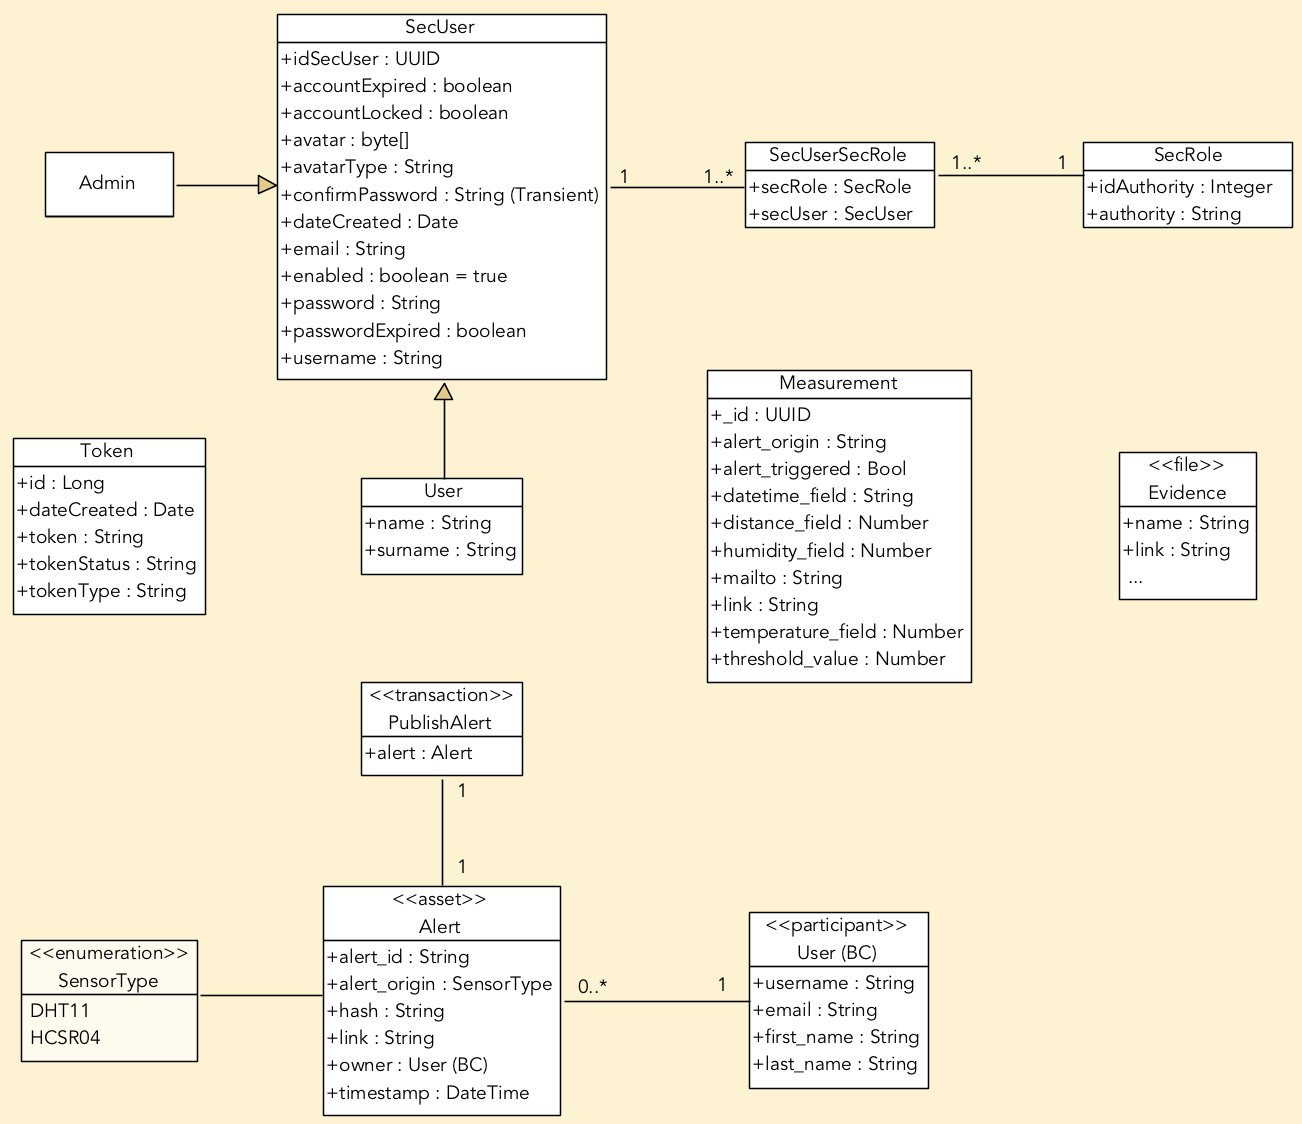 SecUser
+idSecUser : UUID
+accountExpired : boolean
+accountLocked : boolean
+avatar : byte[]
+avatarType : String
+confirmPassword : String (Transient)
+dateCreated : Date
+email : String
+enabled : boolean = true
+password : String
+passwordExpired : boolean
+username : String
Admin
1
1..*
SecUserSecRole
+secRole : SecRole
+secUser : SecUser
1..*
1
SecRole
+idAuthority : Integer
+authority : String
Token
+id : Long
+dateCreated : Date
+token : String
+tokenStatus : String
+tokenType : String
User
+name : String
+surname : String
Measurement
+_id : UUID
+alert_origin : String
+alert_triggered : Bool
+datetime_field : String
+distance_field : Number
+humidity_field : Number
+mailto : String
+link : String
+temperature_field : Number
+threshold_value : Number
<<file>>
Evidence
+name : String
+link : String
...
<<transaction>>
PublishAlert
+alert : Alert
1
1
<<enumeration>>
SensorType
DHT11
HCSR04
<<asset>>
Alert
+alert_id : String
+alert_origin : SensorType
+hash : String
+link : String
+owner : User (BC)
+timestamp : DateTime
0..*
1
<<participant>>
User (BC)
+username : String
+email : String
+first_name : String
+last_name : String